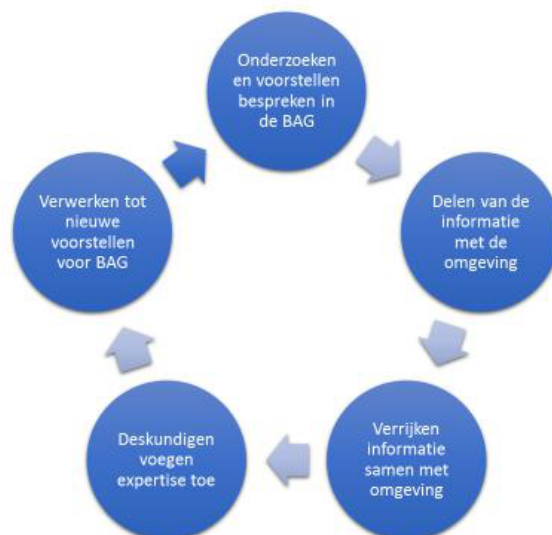 Onderzoeken
en voorstellen
bespreken in
de BAG
Delen van de
informatie
met de
omgeving
Verrijken
informatie
samen met
omgeving
Deskundigen
voegen
expertise toe
Verwerken tot
nieuwe
voorstellen
voor BAG